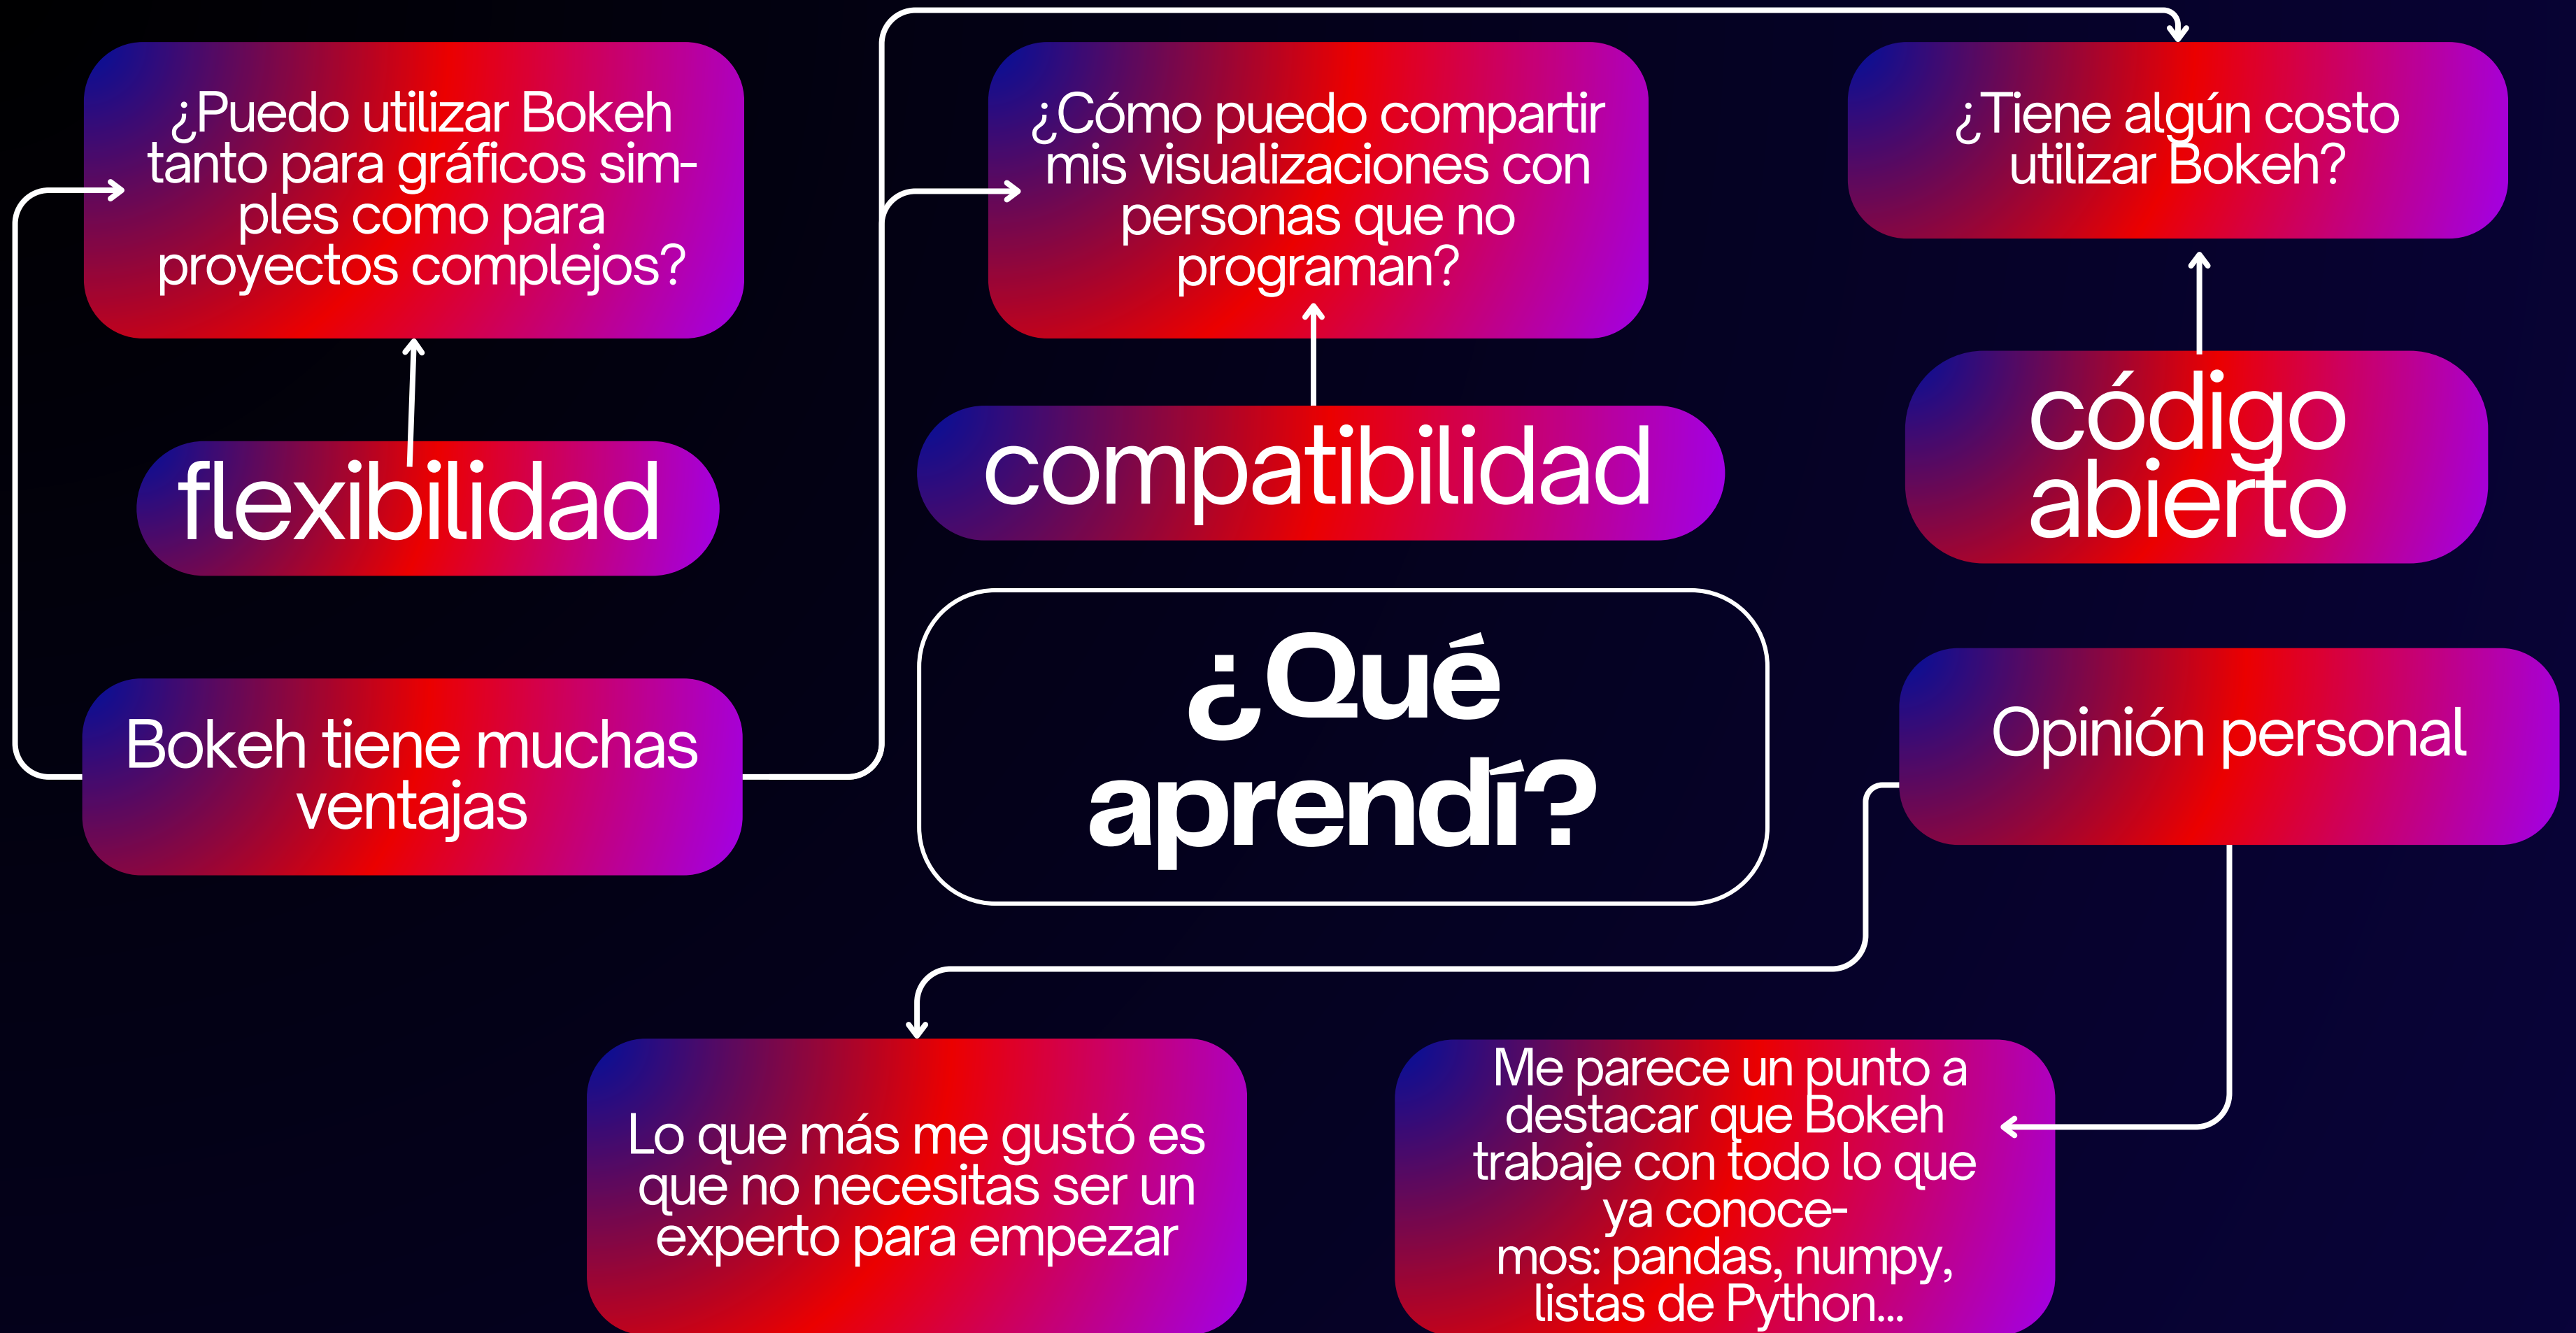 ¿Puedo utilizar Bokeh
tanto para gráficos sim-
ples como para
proyectos complejos?
¿Cómo puedo compartir
mis visualizaciones con
personas que no
programan?
¿Tiene algún costo
utilizar Bokeh?
flexibilidad
compatibilidad
código
abierto
Bokeh tiene muchas
ventajas
¿Qué
aprendí?
Opinión personal
Lo que más me gustó es
que no necesitas ser un
experto para empezar
Me parece un punto a
destacar que Bokeh
trabaje con todo lo que
ya conoce-
mos: pandas, numpy,
listas de Python...